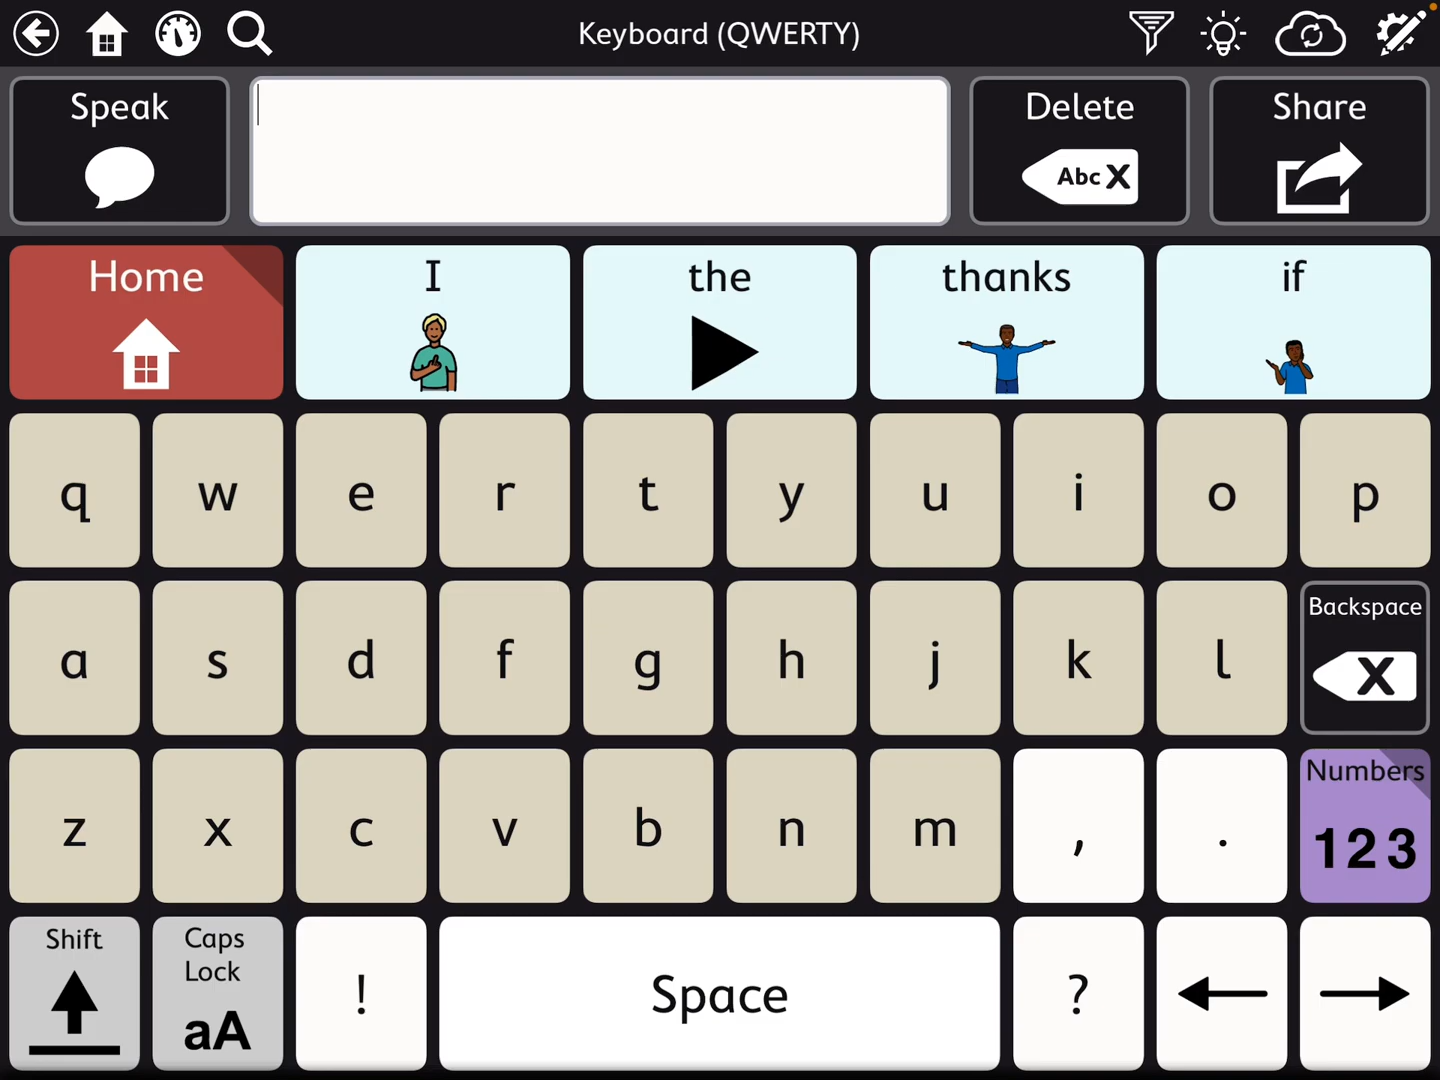 Keyboard (QWERTY)
Speak
Delete
Abc X
Share
Home
I
the
thanks
if
q w e r t y u i o p
a s d f g h j k l
Backspace
X
z x c v b n m , .
Numbers
123
Shift
Caps
Lock
aA
! Space ?